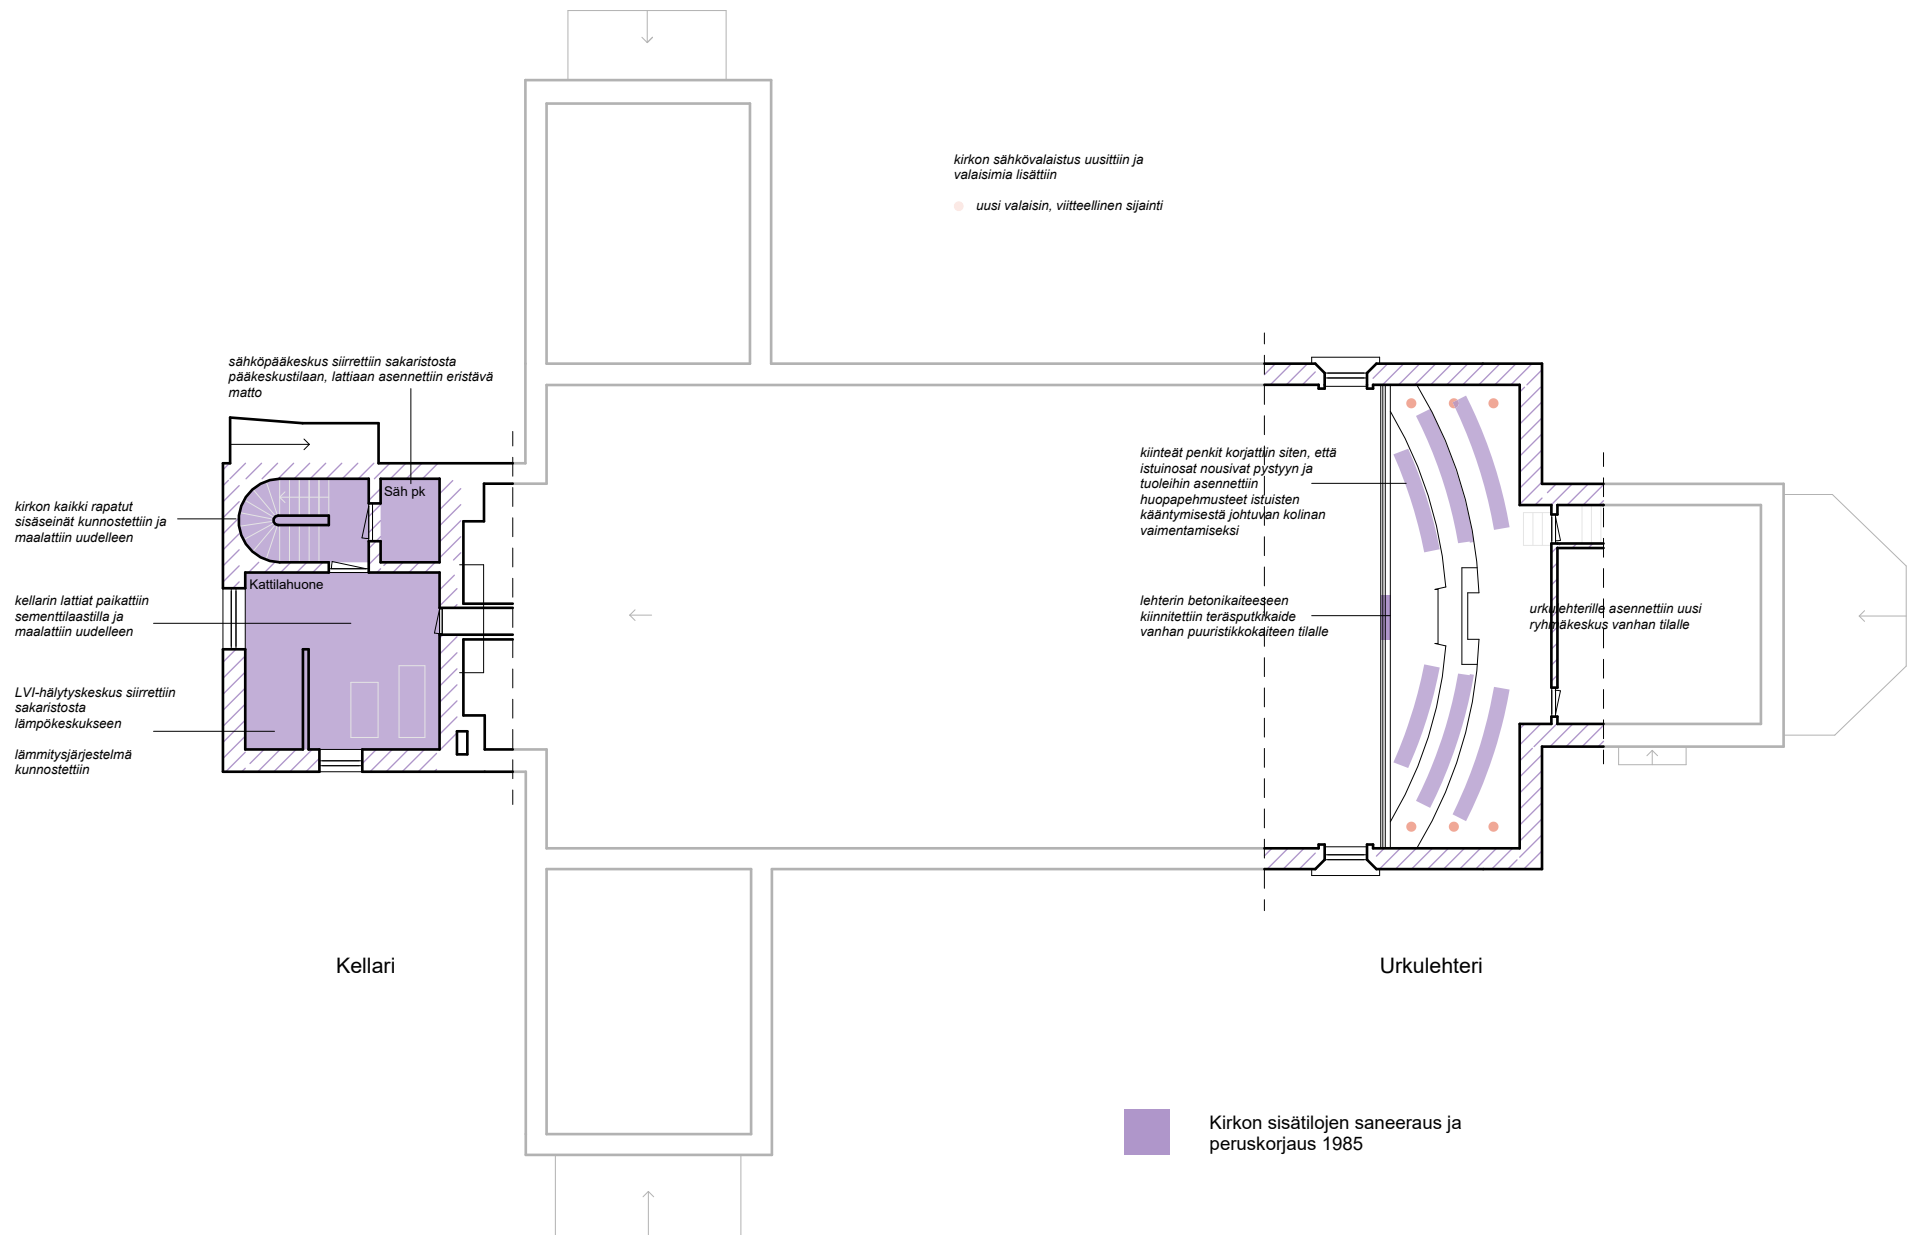 kirkon sähkövalaistus uusittiin ja
valaisimia lisättiin
uusi valaisin, viitteellinen sijainti
sähköpääkeskus siirrettiin sakaristosta
pääkeskustilaan, lattiaan asennettiin eristävä
matto
Säh pk
kirkon kaikki rapatut
sisäseinät kunnostettiin ja
maalattiin uudelleen
Kattilahuone
kellarin lattiat paikattiin
sementtilaastilla ja
maalattiin uudelleen
LVI-hälytyskeskus siirrettiin
sakaristosta
lämpökeskukseen
lämmitysjärjestelmä
kunnostettiin
kiinteät penkit korjattiin siten, että
istuinosat nousivat pystyyn ja
tuoleihin asennettiin
huopapehmusteet istuisten
kääntymisestä johtuvan kolinan
vaimentamiseksi
lehterin betonikaiteeseen
kiinnitettiin teräsputkikaide
vanhan puuristikkokaiteen tilalle
urkulehterille asennettiin uusi
ryhmäkeskus vanhan tilalle
Kellari
Urkulehteri
Kirkon sisätilojen saneeraus ja
peruskorjaus 1985